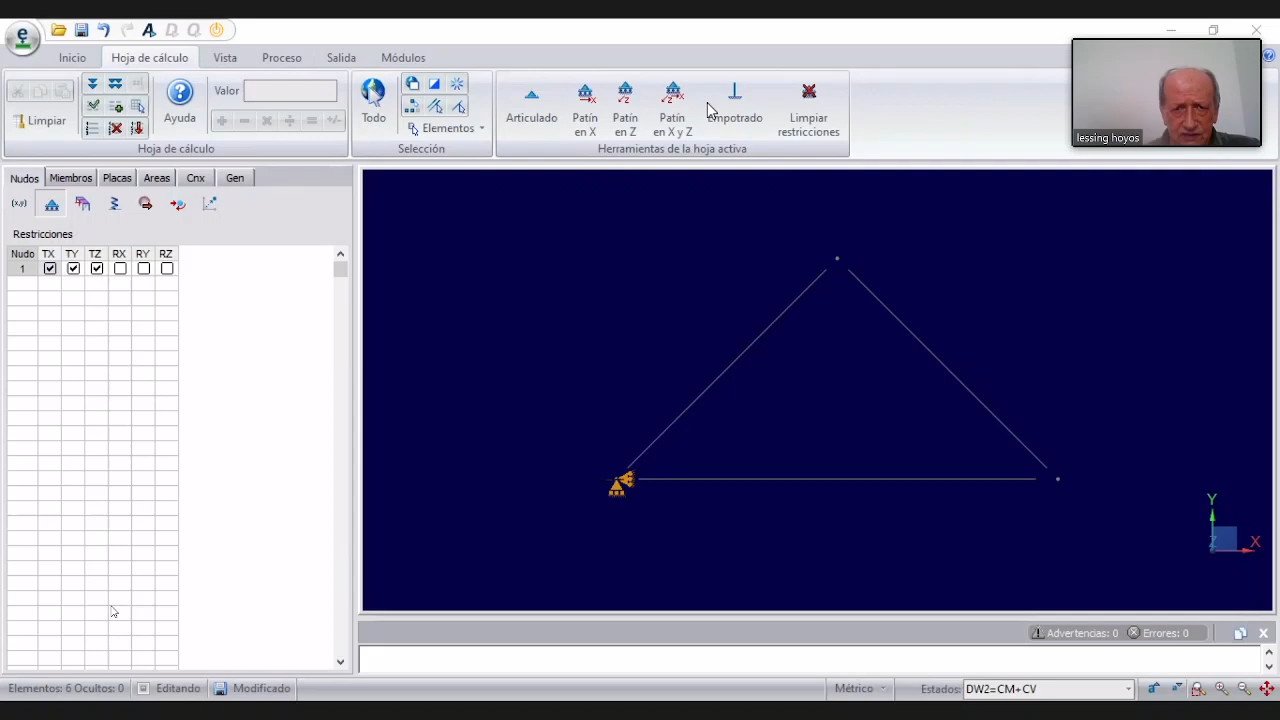 Inicio Hoja de cálculo Vista Proceso Salida Módulos
Limpiar
Ayuda
Valor
Hoja de cálculo
Todo
Elementos
Selección
Articulado
Patín en X
Patín en Z
Patín en X y Z
Limpiar restricciones
Herramientas de la hoja activa
lessing hoyos
Nudos Miembros Placas Areas Cnx Gen
Restricciones
Nudo TX TY TZ RX RY RZ
1
Y
Z X
Advertencias: 0 Errores: 0
Elementos: 6 Ocultos: 0 Editando Modificado Métrico Estados: DW2=CM+CV